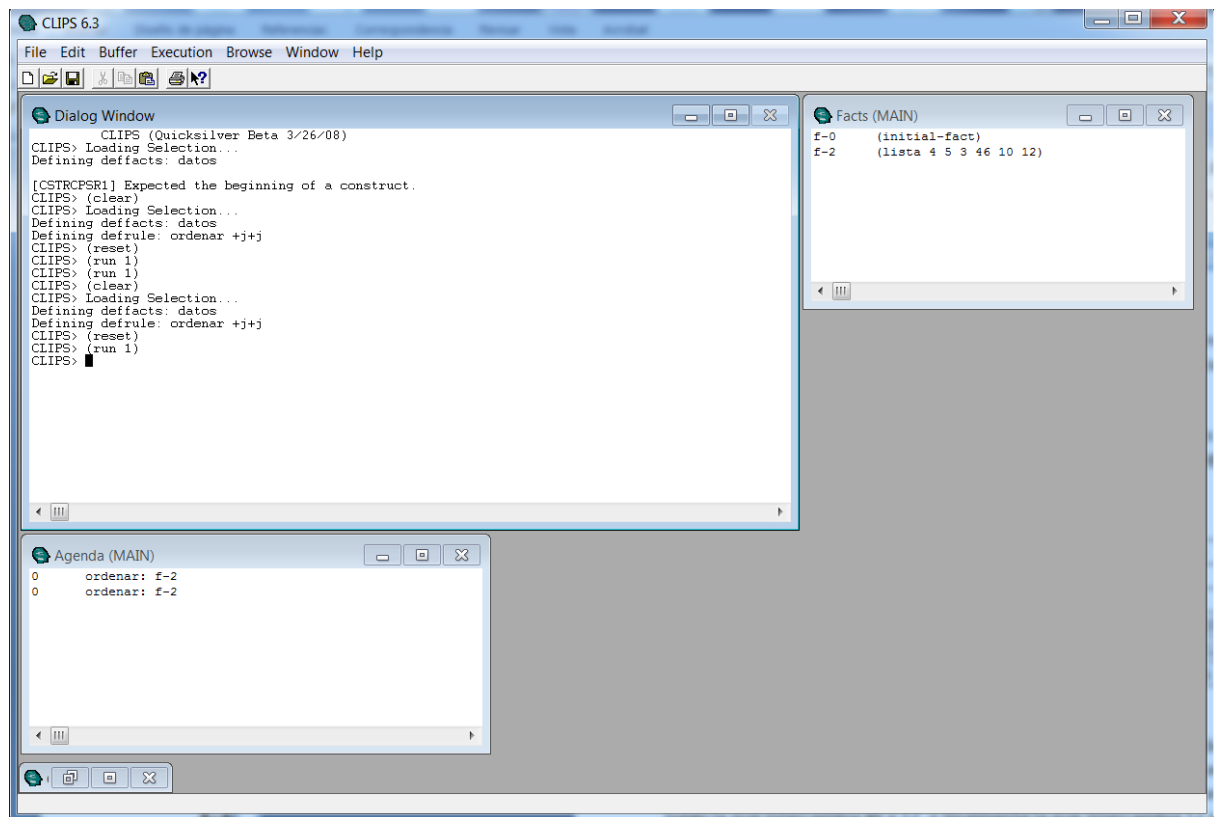 CLIPS 6.3
File Edit Buffer Execution Browse Window Help
Dialog Window
CLIPS (Quicksilver Beta 3/26/08)
CLIPS> Loading Selection...
Defining deffacts: datos
[CSTRCPSR1] Expected the beginning of a construct.
CLIPS> (clear)
CLIPS> Loading Selection...
Defining deffacts: datos
Defining defrule: ordenar +j+j
CLIPS> (reset)
CLIPS> (run 1)
CLIPS> (run 1)
CLIPS> (clear)
CLIPS> Loading Selection...
Defining deffacts: datos
Defining defrule: ordenar +j+j
CLIPS> (reset)
CLIPS> (run 1)
CLIPS>
Facts (MAIN)
f-0 (initial-fact)
f-2 (lista 4 5 3 46 10 12)
Agenda (MAIN)
0 ordenar: f-2
0 ordenar: f-2